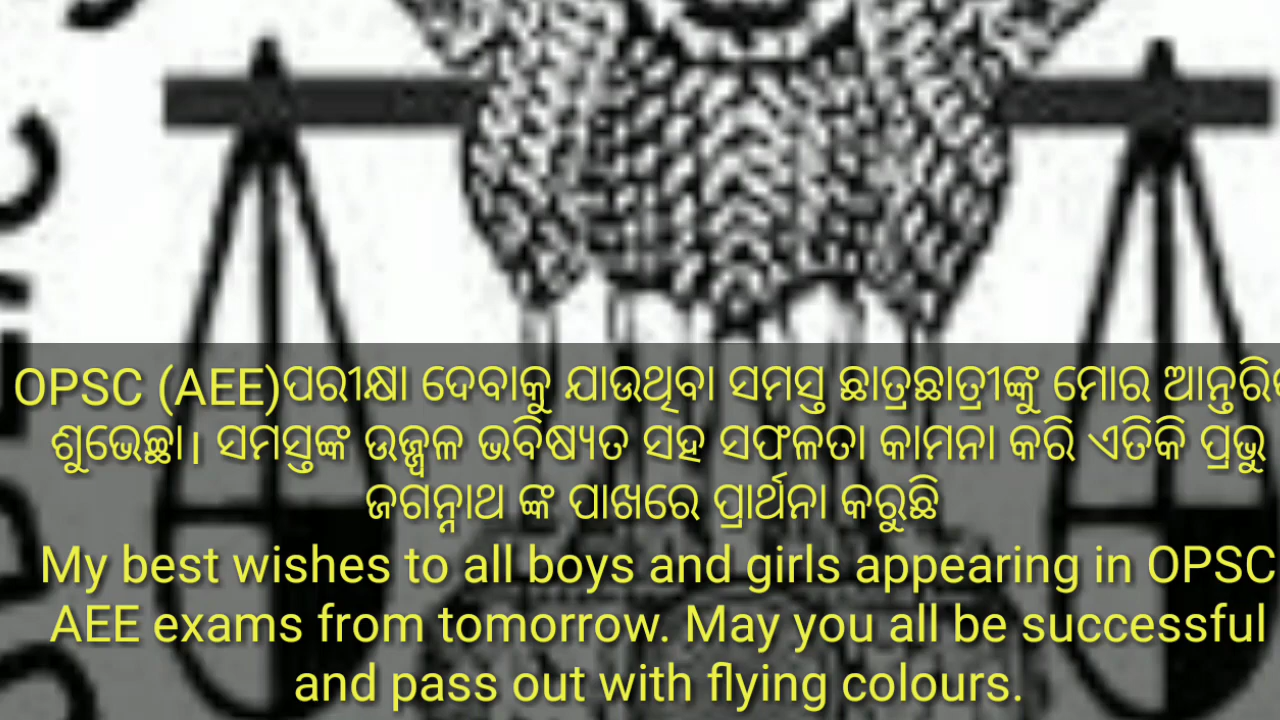 OPSC (AEE)ପରୀକ୍ଷା ଦେବାକୁ ଯାଉଥିବା ସମସ୍ତ ଛାତ୍ରଛାତ୍ରୀଙ୍କୁ ମୋର
ଶୁଭେଚ୍ଛା। ସମସ୍ତଙ୍କ ଉଜ୍ଜ୍ୱଳ ଭବିଷ୍ୟତ ସହ ସଫଳତା କାମନା କରି ଏତିକି ପ୍ରଭୁ
ଜଗନ୍ନାଥ ଙ୍କ ପାଖରେ ପ୍ରାର୍ଥନା କରୁଛି
My best wishes to all boys and girls appearing in OPSC
AEE exams from tomorrow. May you all be successful
and pass out with flying colours.